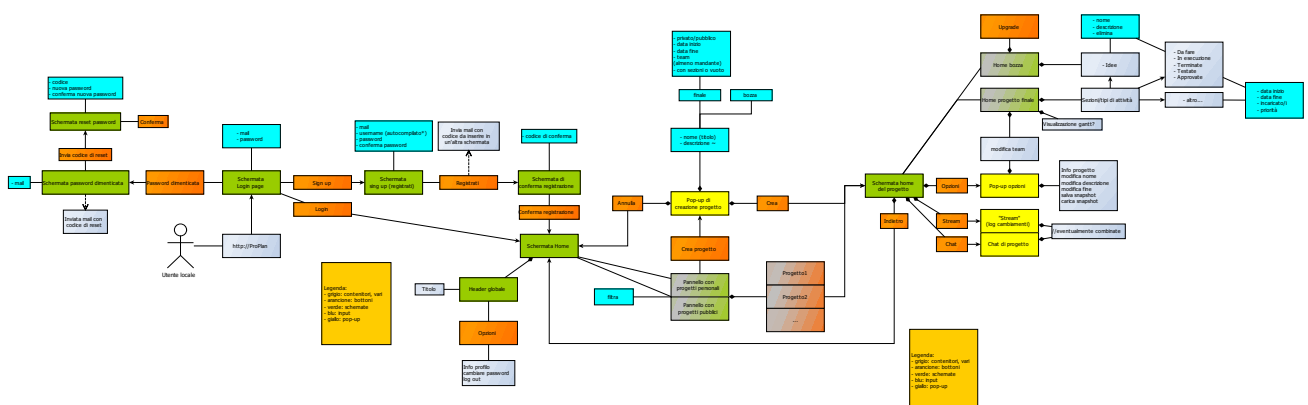 - codice
- nuova password
- conferma nuova password
Schermata reset password
Conferma
Invia codice di reset
- mail
Schermata password dimenticata
Password dimenticata
Inviata mail con
codice di reset
- mail
- password
Schermata
Login page
Sign up
Login
http://ProPlan
Utente locale
- mail
- username (autocompleto*)
- password
- conferma password
Schermata
sing up (registrati)
Invia mail con
codice da inserire in
un'altra schermata
Registrati
- codice di conferma
Schermata di
conferma registrazione
Conferma registrazione
Schermata Home
Titolo
Header globale
Opzioni
Info profilo
cambiare password
log out
Legenda:
- grigio: contenitori, vari
- arancione: bottoni
- verde: schemate
- blu: input
- giallo: pop-up
- privato/pubblico
- data inizio
- data fine
- team
(almeno mandante)
- con sezioni o vuoto
finale
bozza
- nome (titolo)
- descrizione ~
Annulla
Pop-up di
creazione progetto
Crea
Crea progetto
filtra
Pannello con
progetti personali
Pannello con
progetti pubblici
Progetto1
Progetto2
...
Schermata home
del progetto
Indietro
Opzioni
Stream
Chat
Upgrade
Home bozza
Home progetto finale
Visualizzazione gantt?
modifica team
Pop-up opzioni
"Stream"
(log cambiamenti)
Chat di progetto
Info progetto
modifica nome
modifica descrizione
modifica fine
salva snapshot
carica snapshot
//eventualmente combinate
- nome
- descrizione
- elimina
- Idee
Sezioni/tipi di attività
- Da fare
- In esecuzione
- Terminate
- Testate
- Approvate
- altro...
- data inizio
- data fine
- incaricato/i
- priorità
Legenda:
- grigio: contenitori, vari
- arancione: bottoni
- verde: schemate
- blu: input
- giallo: pop-up